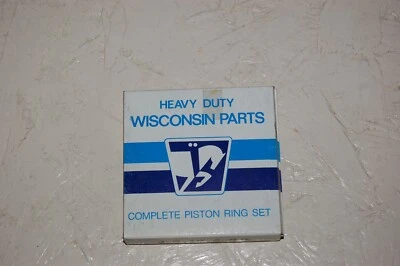 HEAVY DUTY
WISCONSIN PARTS
COMPLETE PISTON RING SET